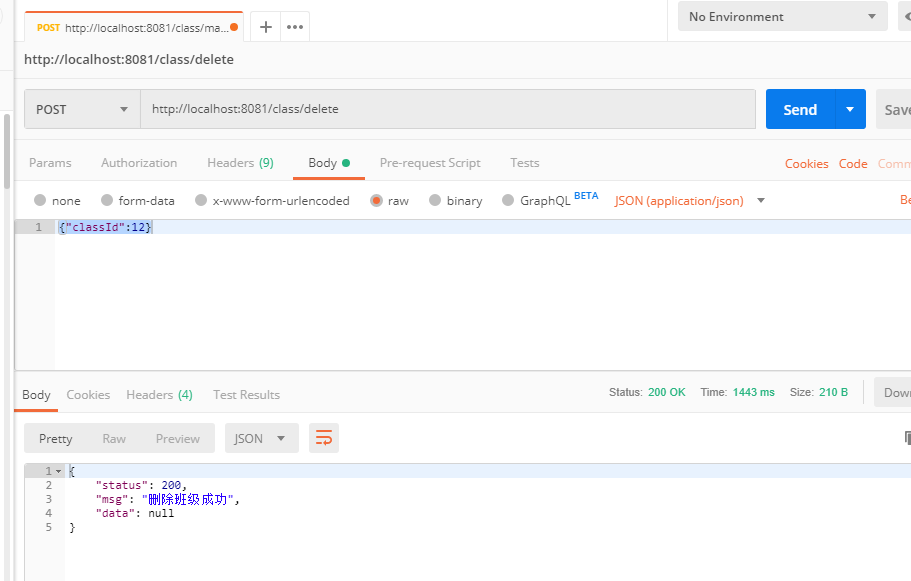 POST http://localhost:8081/class/ma... + •••
No Environment
http://localhost:8081/class/delete
POST http://localhost:8081/class/delete Send Save
Params Authorization Headers (9) Body Pre-request Script Tests Cookies Code Comm
none form-data x-www-form-urlencoded raw binary GraphQL BETA JSON (application/json) Be
1 {"classId":12}
Body Cookies Headers (4) Test Results Status: 200 OK Time: 1443 ms Size: 210 B Down
Pretty Raw Preview JSON
1 {
2 "status": 200,
3 "msg": "删除班级成功",
4 "data": null
5 }